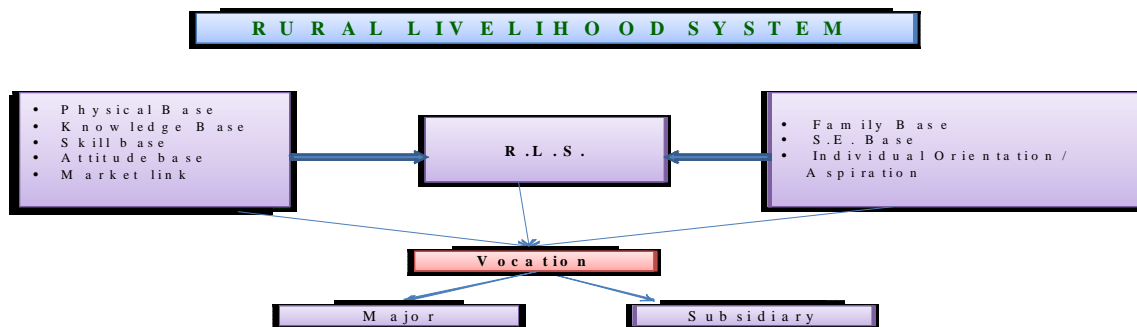 RURAL LIVELIHOOD SYSTEM
• Physical Base
• Knowledge Base
• Skill base
• Attitude base
• Market link
R.L.S.
• Family Base
• S.E. Base
• Individual Orientation /
Aspiration
Vocation
Major
Subsidiary